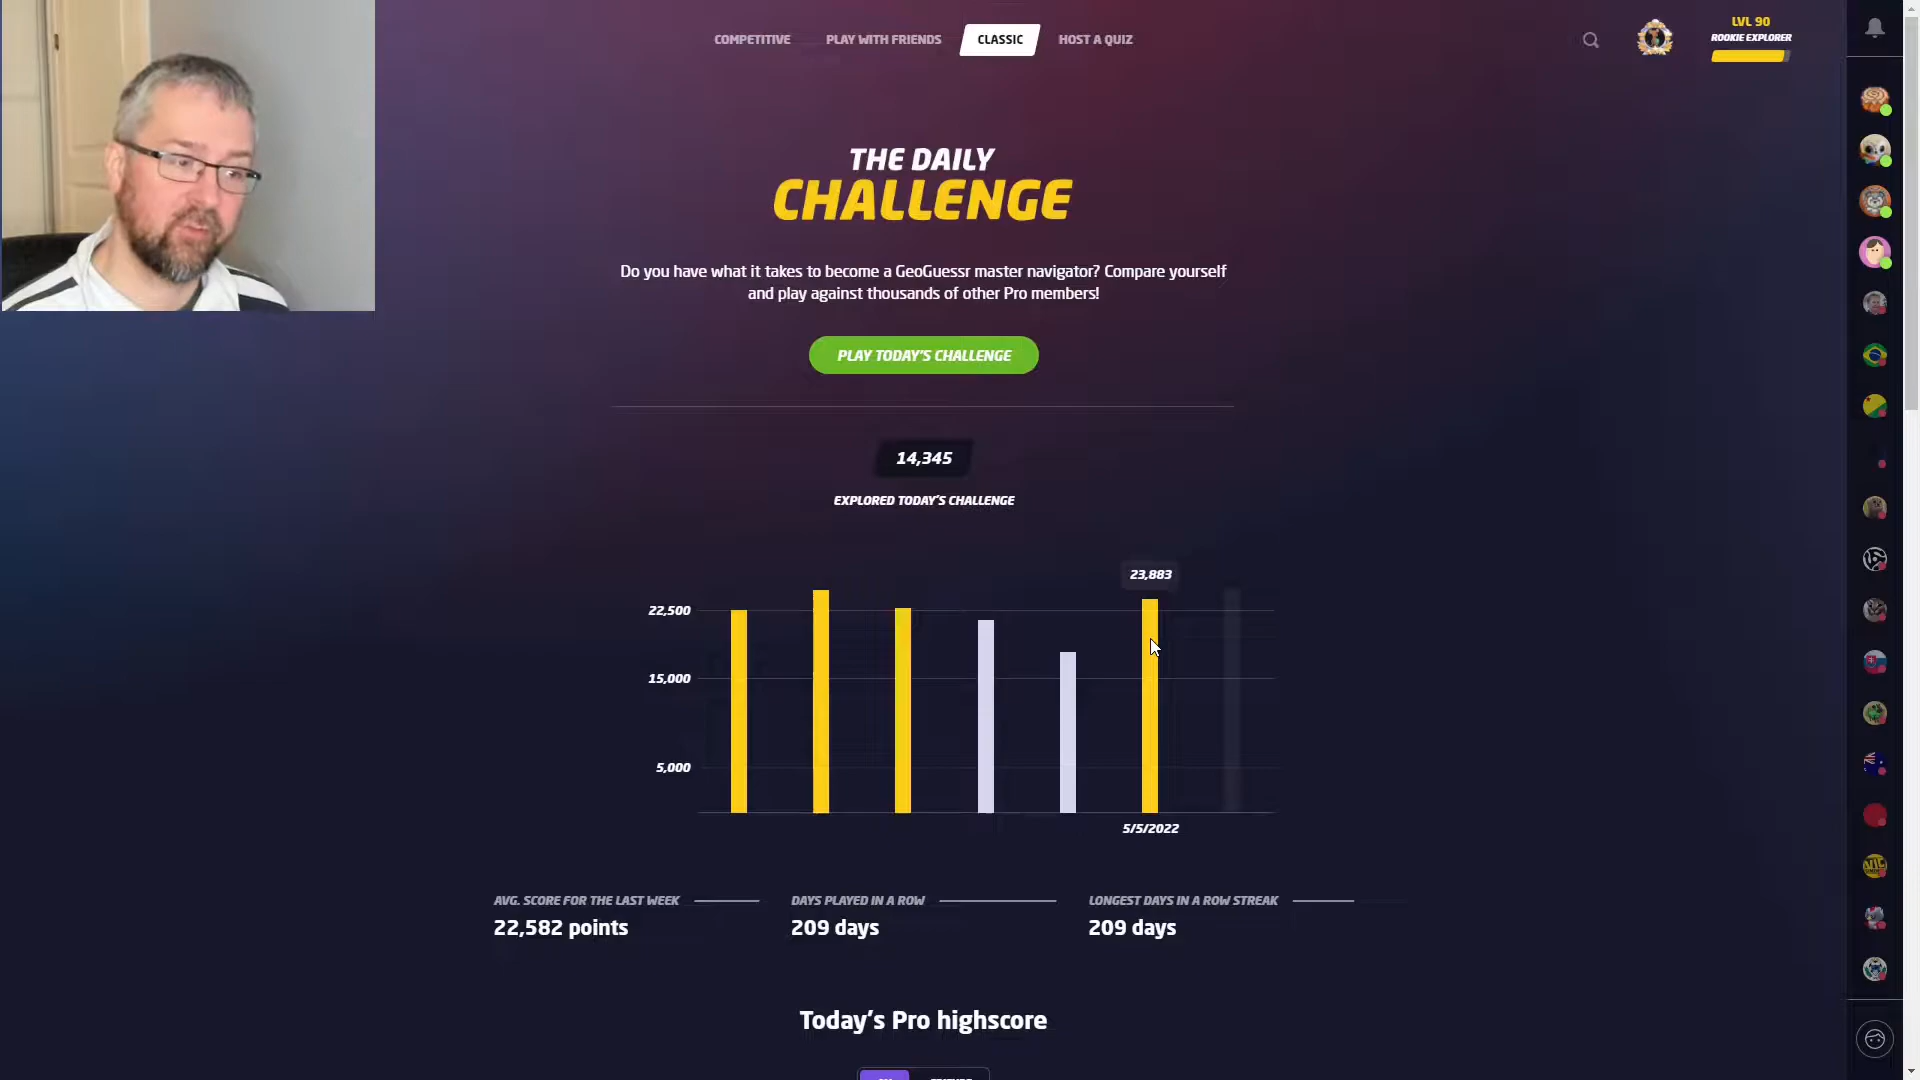 COMPETITIVE
PLAY WITH FRIENDS
CLASSIC
HOST A QUIZ
LVL 90
ROOKIE EXPLORER
THE DAILY
CHALLENGE
Do you have what it takes to become a GeoGuessr master navigator? Compare yourself
and play against thousands of other Pro members!
PLAY TODAY'S CHALLENGE
14,345
EXPLORED TODAY'S CHALLENGE
23,883
22,500
15,000
5,000
5/5/2022
AVG. SCORE FOR THE LAST WEEK
22,582 points
DAYS PLAYED IN A ROW
209 days
LONGEST DAYS IN A ROW STREAK
209 days
Today's Pro highscore